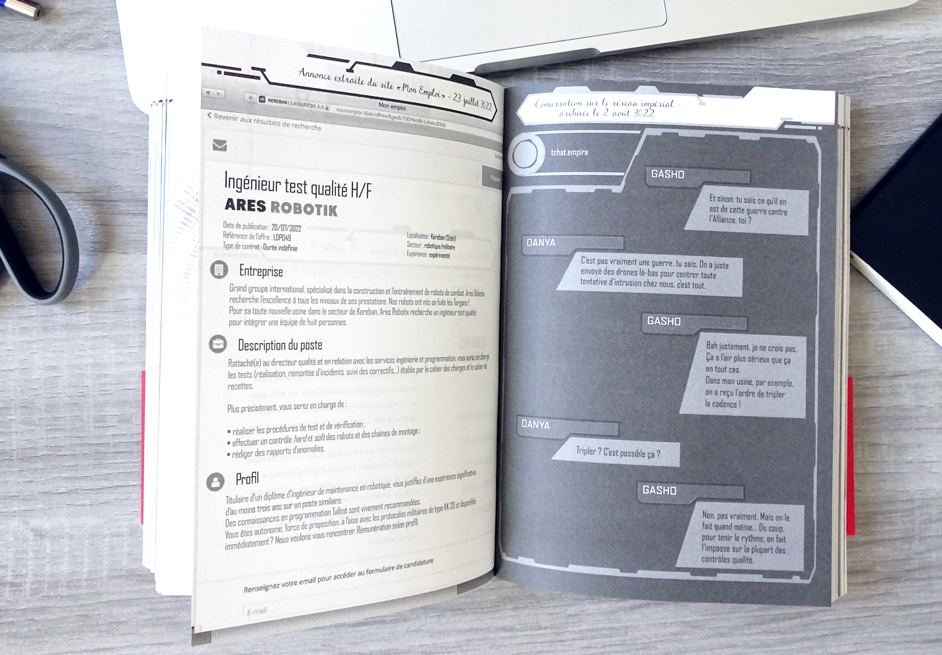 Annonce extraite du site «Mon Emploi» - 23 juillet 3022
KEREBAN CLASSIFIEDS S.A
Mon emploi
Revenir aux résultats de recherche
Ingénieur test qualité H/F
ARES ROBOTIK
Date de publication : 20/07/3022
Référence de l'offre : LDP049
Type de contrat : Durée indéfinie
Localisation : Kereban (Daïs)
Secteur : robotique/militaire
Expérience : expérimenté
Entreprise
Grand groupe international, spécialisé dans la construction et l'entraînement de robots de combat, Ares Robotix
recherche l'excellence à tous les niveaux de ses prestations. Nos robots ont mis en fuite les Torgons !
Pour sa toute nouvelle usine dans le secteur de Kereban, Ares Robotix recherche un ingénieur test qualité
pour intégrer une équipe de huit personnes.
Description du poste
Rattaché(e) au directeur qualité et en relation avec les services ingénierie et programmation, vous aurez en charge
les tests (réalisation, remontée d'incidents, suivi des correctifs...) établis par le cahier des charges et le cahier de
recettes.
Plus précisément, vous serez en charge de :
• réaliser les procédures de text et de vérification ;
• effectuer un contrôle hard et soft des robots et des chaînes de montage ;
• rédiger des rapports d'anomalies.
Profil
Titulaire d'un diplôme d'ingénieur de maintenance en robotique, vous justifiez d'une expérience significative
d'au moins trois ans sur un poste similaire.
Des connaissances en programmation Talbot sont vivement recommandées.
Vous êtes autonome, force de proposition, à l'aise avec les protocoles militaires de type KK-20 et disponible
immédiatement ? Nous voulons vous rencontrer. Rémunération selon profil.
Renseignez votre email pour accéder au formulaire de candidature
E-mail
Conversation sur le réseau impérial -
archivée le 2 août 3022
tchat.empire
GASHO
Et sinon, tu sais ce qu'il en
est de cette guerre contre
l'Alliance, toi ?
DANYA
C'est pas vraiment une guerre, tu sais. On a juste
envoyé des drones là-bas pour contrer toute
tentative d'intrusion chez nous, c'est tout.
GASHO
Bah justement, je ne crois pas.
Ça a l'air plus sérieux que ça
en tout cas.
Dans mon usine, par exemple,
on a reçu l'ordre de tripler
la cadence !
DANYA
Tripler ? C'est possible ça ?
GASHO
Non, pas vraiment. Mais on le
fait quand même... Du coup,
pour tenir le rythme, on fait
l'impasse sur la plupart des
contrôles qualité.